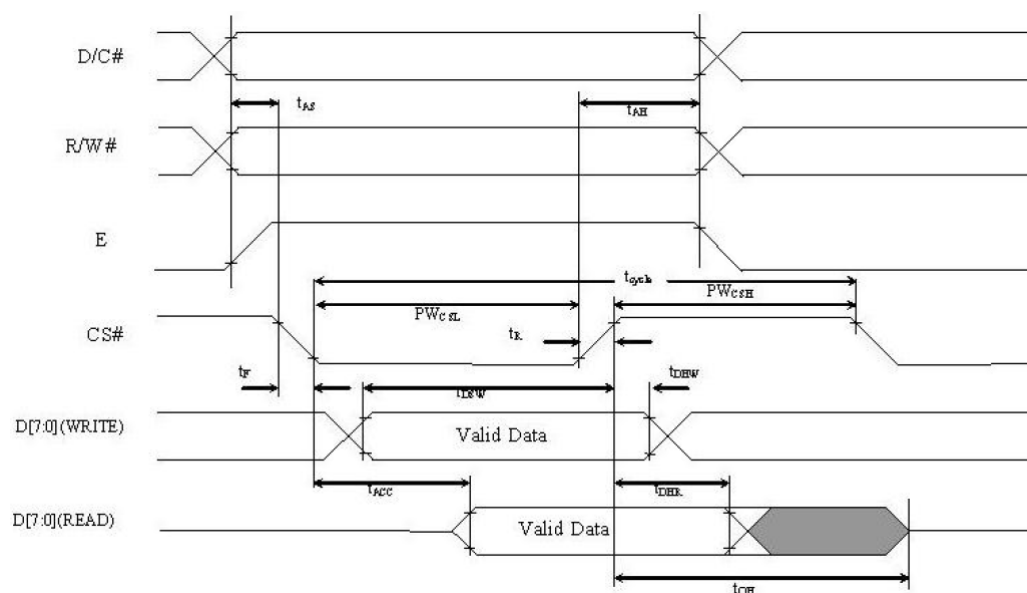 D/C#
tAS
tAH
R/W#
E
tcycle
PWCSL
PWCSH
CS#
tR
tF
tDSW
tDHW
D[7:0](WRITE)
Valid Data
tACC
tDHR
D[7:0](READ)
Valid Data
tOH